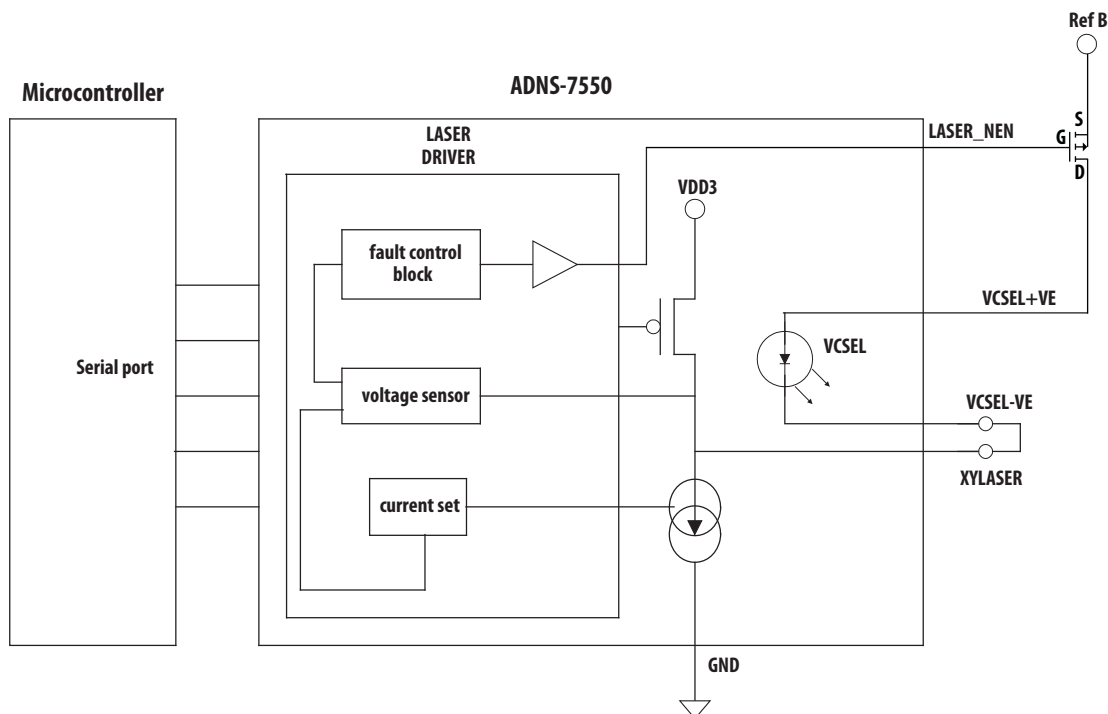 Ref B
Microcontroller
ADNS-7550
S
LASER
DRIVER
LASER_NEN
G
D
VDD3
fault control
block
VCSEL+VE
VCSEL
Serial port
voltage sensor
VCSEL-VE
XYLASER
current set
GND